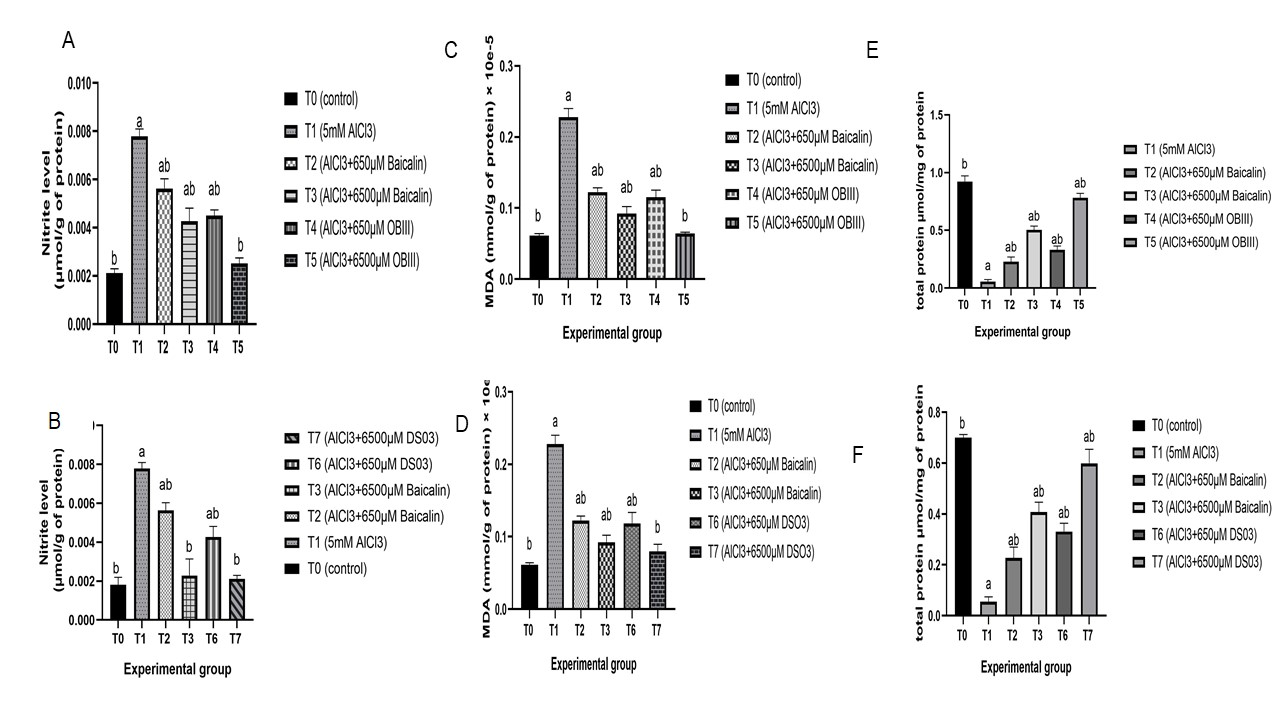 A
Nitrite level
(µmol/g of protein)
0.010
0.008
0.006
0.004
0.002
0.000
a
ab
ab
ab
b
b
T0 T1 T2 T3 T4 T5
T0 (control)
T1 (5mM AlCl3)
T2 (AlCl3+650µM Baicalin)
T3 (AlCl3+6500µM Baicalin)
T4 (AlCl3+650µM OBIII)
T5 (AlCl3+6500µM OBIII)
C
MDA (mmol/g of protein) × 10e-5
0.3
0.2
0.1
0.0
a
ab
ab
ab
b
b
T0 T1 T2 T3 T4 T5
Experimental group
T0 (control)
T1 (5mM AlCl3)
T2 (AlCl3+650µM Baicalin)
T3 (AlCl3+6500µM Baicalin)
T4 (AlCl3+650µM OBIII)
T5 (AlCl3+6500µM OBIII)
E
total protein µmol/mg of protein
1.5
1.0
0.5
0.0
b
a
ab
ab
ab
ab
T0 T1 T2 T3 T4 T5
Experimental group
T1 (5mM AlCl3)
T2 (AlCl3+650µM Baicalin)
T3 (AlCl3+6500µM Baicalin)
T4 (AlCl3+650µM OBIII)
T5 (AlCl3+6500µM OBIII)
B
Nitrite level
(µmol/g of protein)
0.008
0.006
0.004
0.002
0.000
b
a
ab
b
ab
b
T0 T1 T2 T3 T6 T7
Experimental group
T7 (AlCl3+6500µM DS03)
T6 (AlCl3+650µM DS03)
T3 (AlCl3+6500µM Baicalin)
T2 (AlCl3+650µM Baicalin)
T1 (5mM AlCl3)
T0 (control)
D
MDA (mmol/g of protein) × 10e
0.3
0.2
0.1
0.0
b
a
ab
ab
ab
b
T0 T1 T2 T3 T6 T7
Experimental group
T0 (control)
T1 (5mM AlCl3)
T2 (AlCl3+650µM Baicalin)
T3 (AlCl3+6500µM Baicalin)
T6 (AlCl3+650µM DSO3)
T7 (AlCl3+6500µM DSO3)
F
total protein µmol/mg of protein
0.8
0.6
0.4
0.2
0.0
b
a
ab
ab
ab
ab
T0 T1 T2 T3 T6 T7
Experimental group
T0 (control)
T1 (5mM AlCl3)
T2 (AlCl3+650µM Baicalin)
T3 (AlCl3+6500µM Baicalin)
T6 (AlCl3+650µM DS03)
T7 (AlCl3+6500µM DS03)